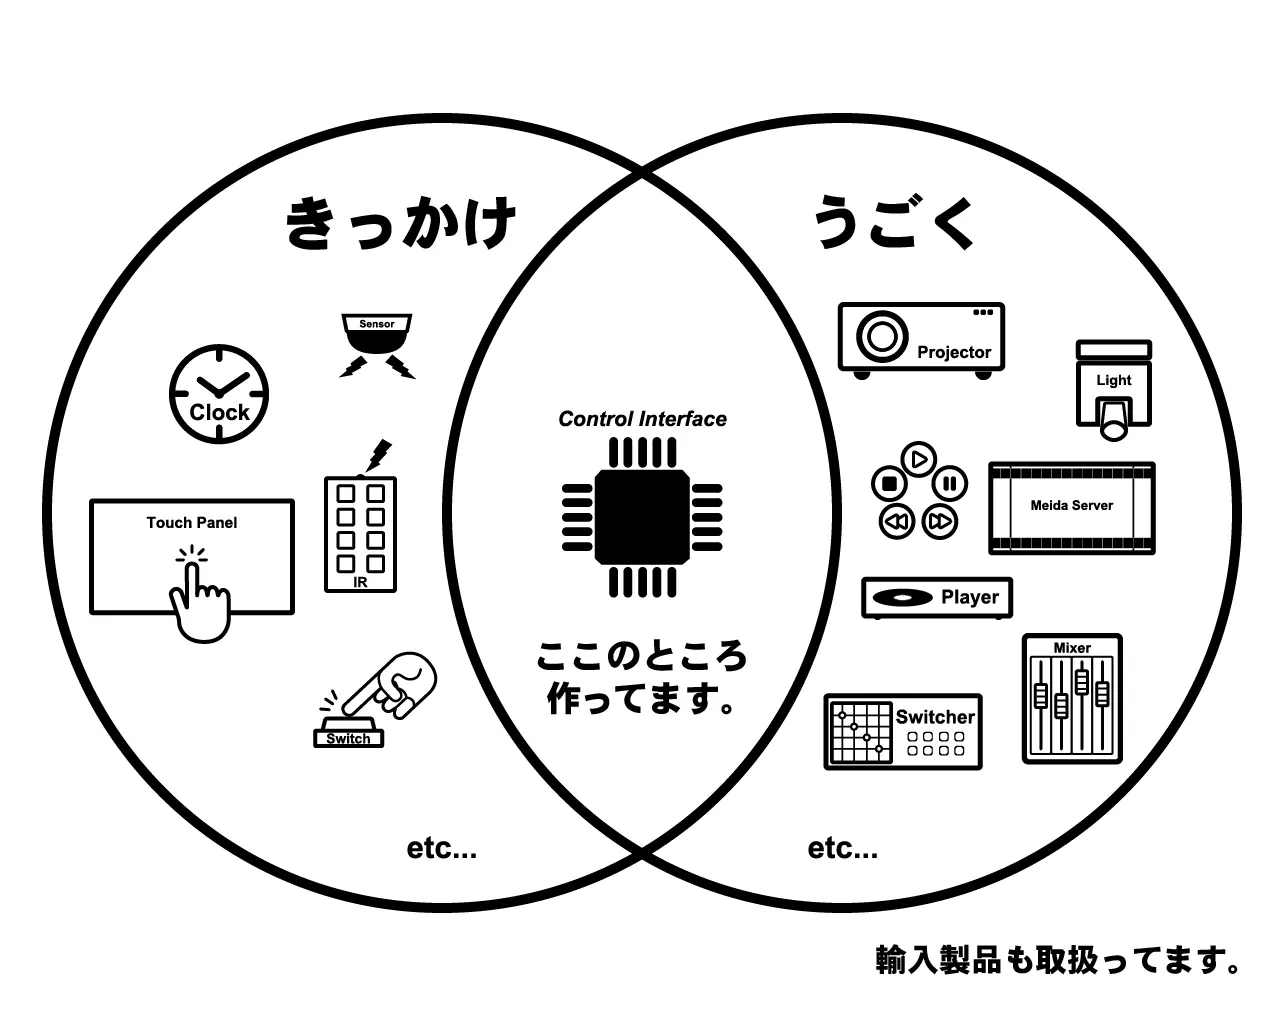 きっかけ
うごく
Sensor
Clock
Touch Panel
IR
Switch
etc...
Control Interface
ここのところ
作ってます。
Projector
Light
Meida Server
Player
Mixer
Switcher
etc...
輸入製品も取扱ってます。